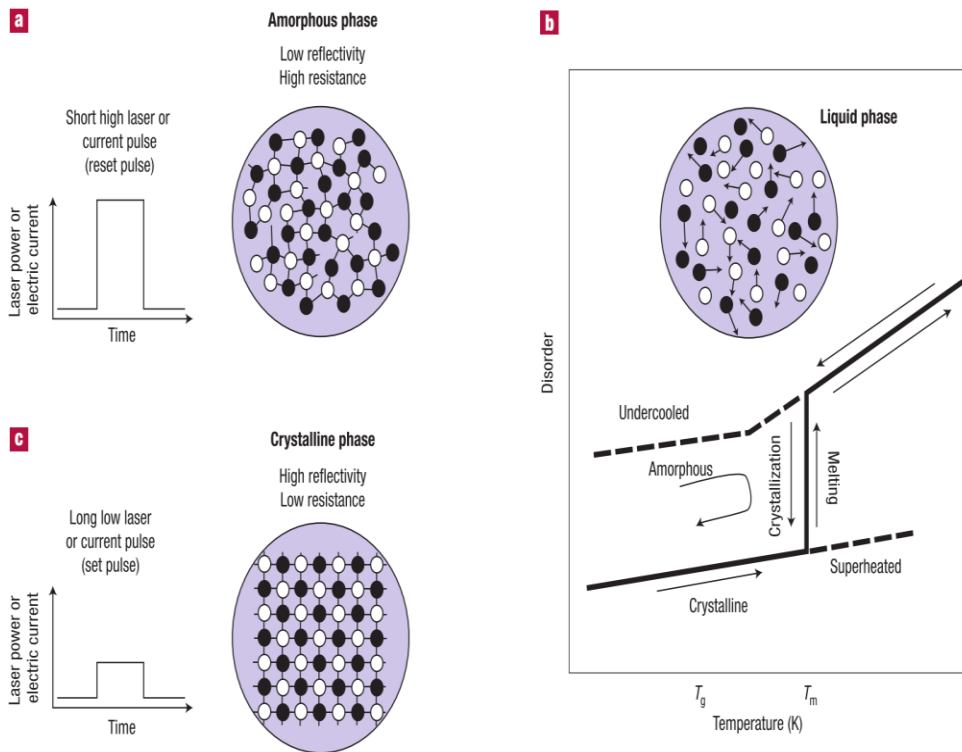 a
Amorphous phase
Low reflectivity
High resistance
Short high laser or
current pulse
(reset pulse)
Laser power or
electric current
Time
c
Crystalline phase
High reflectivity
Low resistance
Long low laser
or current pulse
(set pulse)
Laser power or
electric current
Time
b
Liquid phase
Disorder
Undercooled
Amorphous
Crystallization
Melting
Superheated
Crystalline
Tg
Tm
Temperature (K)